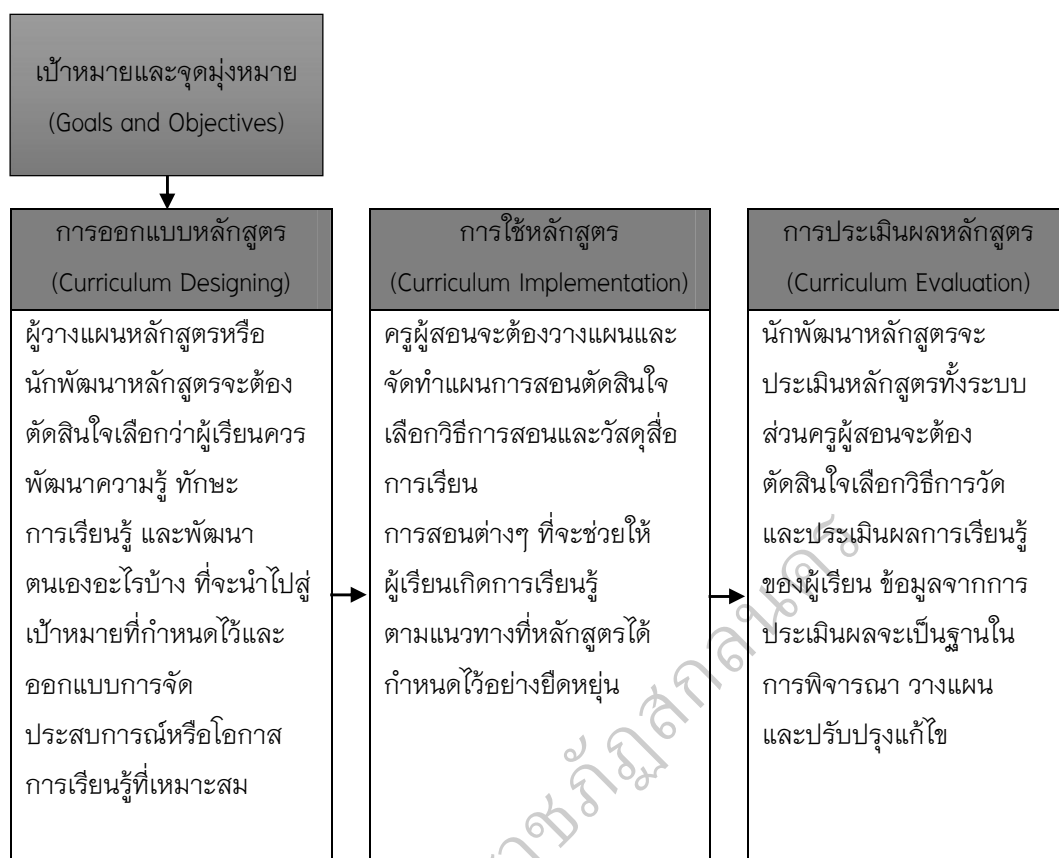 เป้าหมายและจุดมุ่งหมาย
(Goals and Objectives)
การออกแบบหลักสูตร
(Curriculum Designing)
ผู้วางแผนหลักสูตรหรือ
นักพัฒนาหลักสูตรจะต้อง
ตัดสินใจเลือกว่าผู้เรียนควร
พัฒนาความรู้ ทักษะ
การเรียนรู้ และพัฒนา
ตนเองอะไรบ้าง ที่จะนำไปสู่
เป้าหมายที่กำหนดไว้และ
ออกแบบการจัด
ประสบการณ์หรือโอกาส
การเรียนรู้ที่เหมาะสม
การใช้หลักสูตร
(Curriculum Implementation)
ครูผู้สอนจะต้องวางแผนและ
จัดทำแผนการสอนตัดสินใจ
เลือกวิธีการสอนและวัสดุสื่อ
การเรียน
การสอนต่างๆ ที่จะช่วยให้
ผู้เรียนเกิดการเรียนรู้
ตามแนวทางที่หลักสูตรได้
กำหนดไว้อย่างยืดหยุ่น
การประเมินผลหลักสูตร
(Curriculum Evaluation)
นักพัฒนาหลักสูตรจะ
ประเมินหลักสูตรทั้งระบบ
ส่วนครูผู้สอนจะต้อง
ตัดสินใจเลือกวิธีการวัด
และประเมินผลการเรียนรู้
ของผู้เรียน ข้อมูลจากการ
ประเมินผลจะเป็นฐานใน
การพิจารณา วางแผน
และปรับปรุงแก้ไข
ราชภัฏสกลนคร